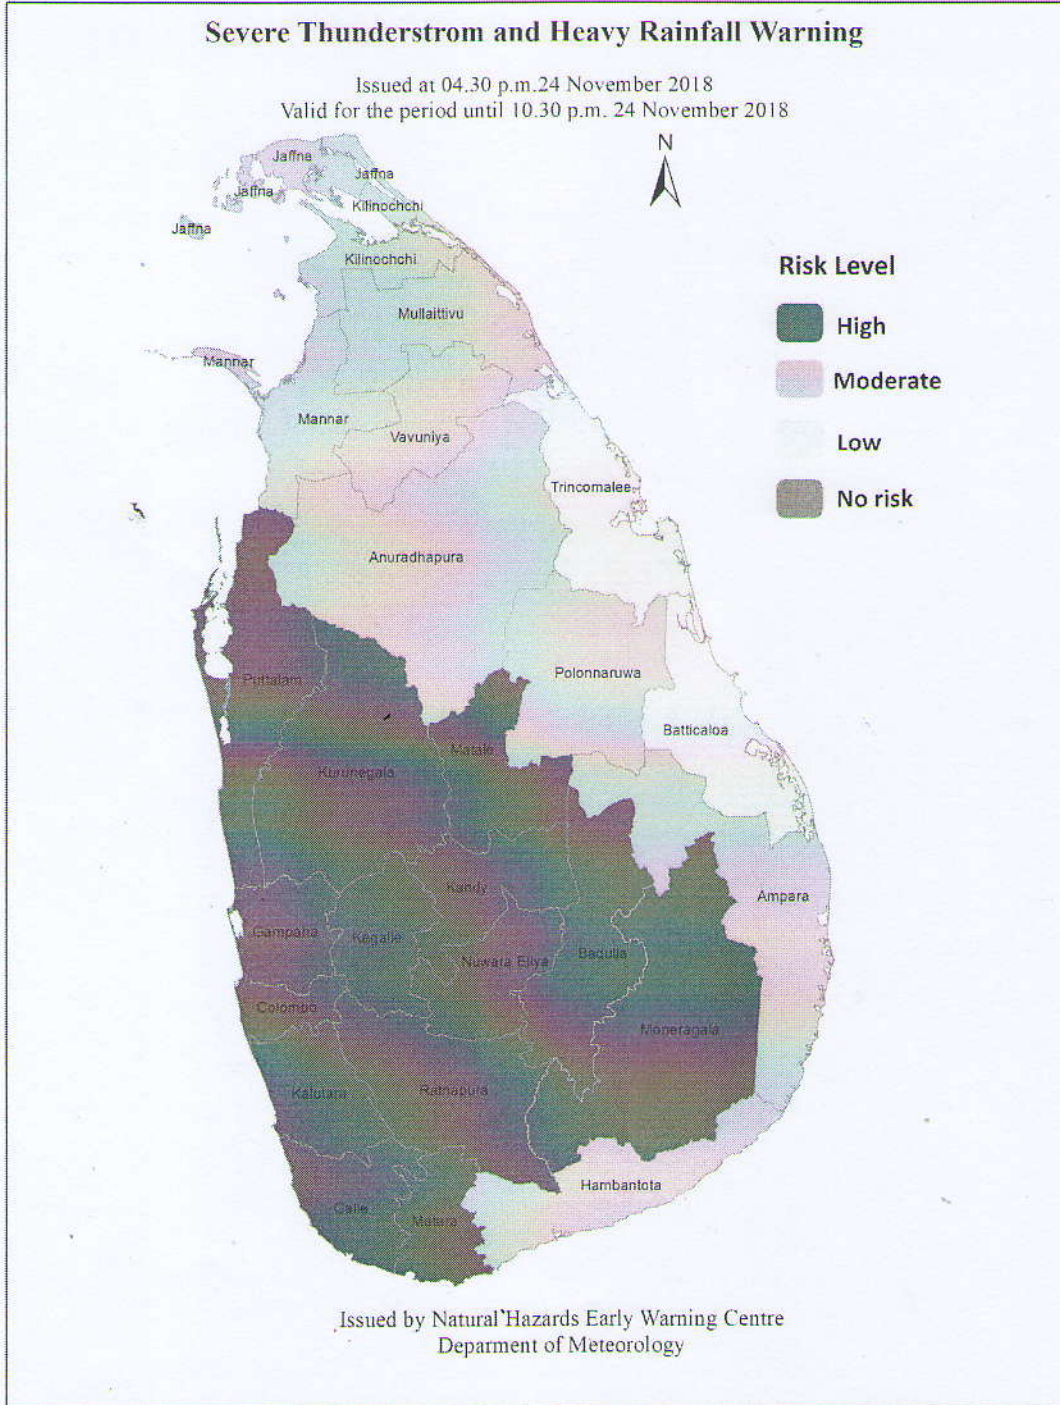 Severe Thunderstrom and Heavy Rainfall Warning
Issued at 04.30 p.m.24 November 2018
Valid for the period until 10.30 p.m. 24 November 2018
N
Jaffna
Jaffna
Jaffna
Kilinochchi
Jaffna
Kilinochchi
Risk Level
Mullaittivu
High
Mannar
Moderate
Mannar
Vavuniya
Low
Trincomalee
No risk
Anuradhapura
Polonnaruwa
Puttalam
Batticaloa
Matale
Kurunegala
Kandy
Ampara
Gampaha
Kegalle
Badulla
Nuwara Eliya
Colombo
Moneragala
Ratnapura
Kalutara
Hambantota
Galle
Matara
Issued by Natural Hazards Early Warning Centre
Deparment of Meteorology